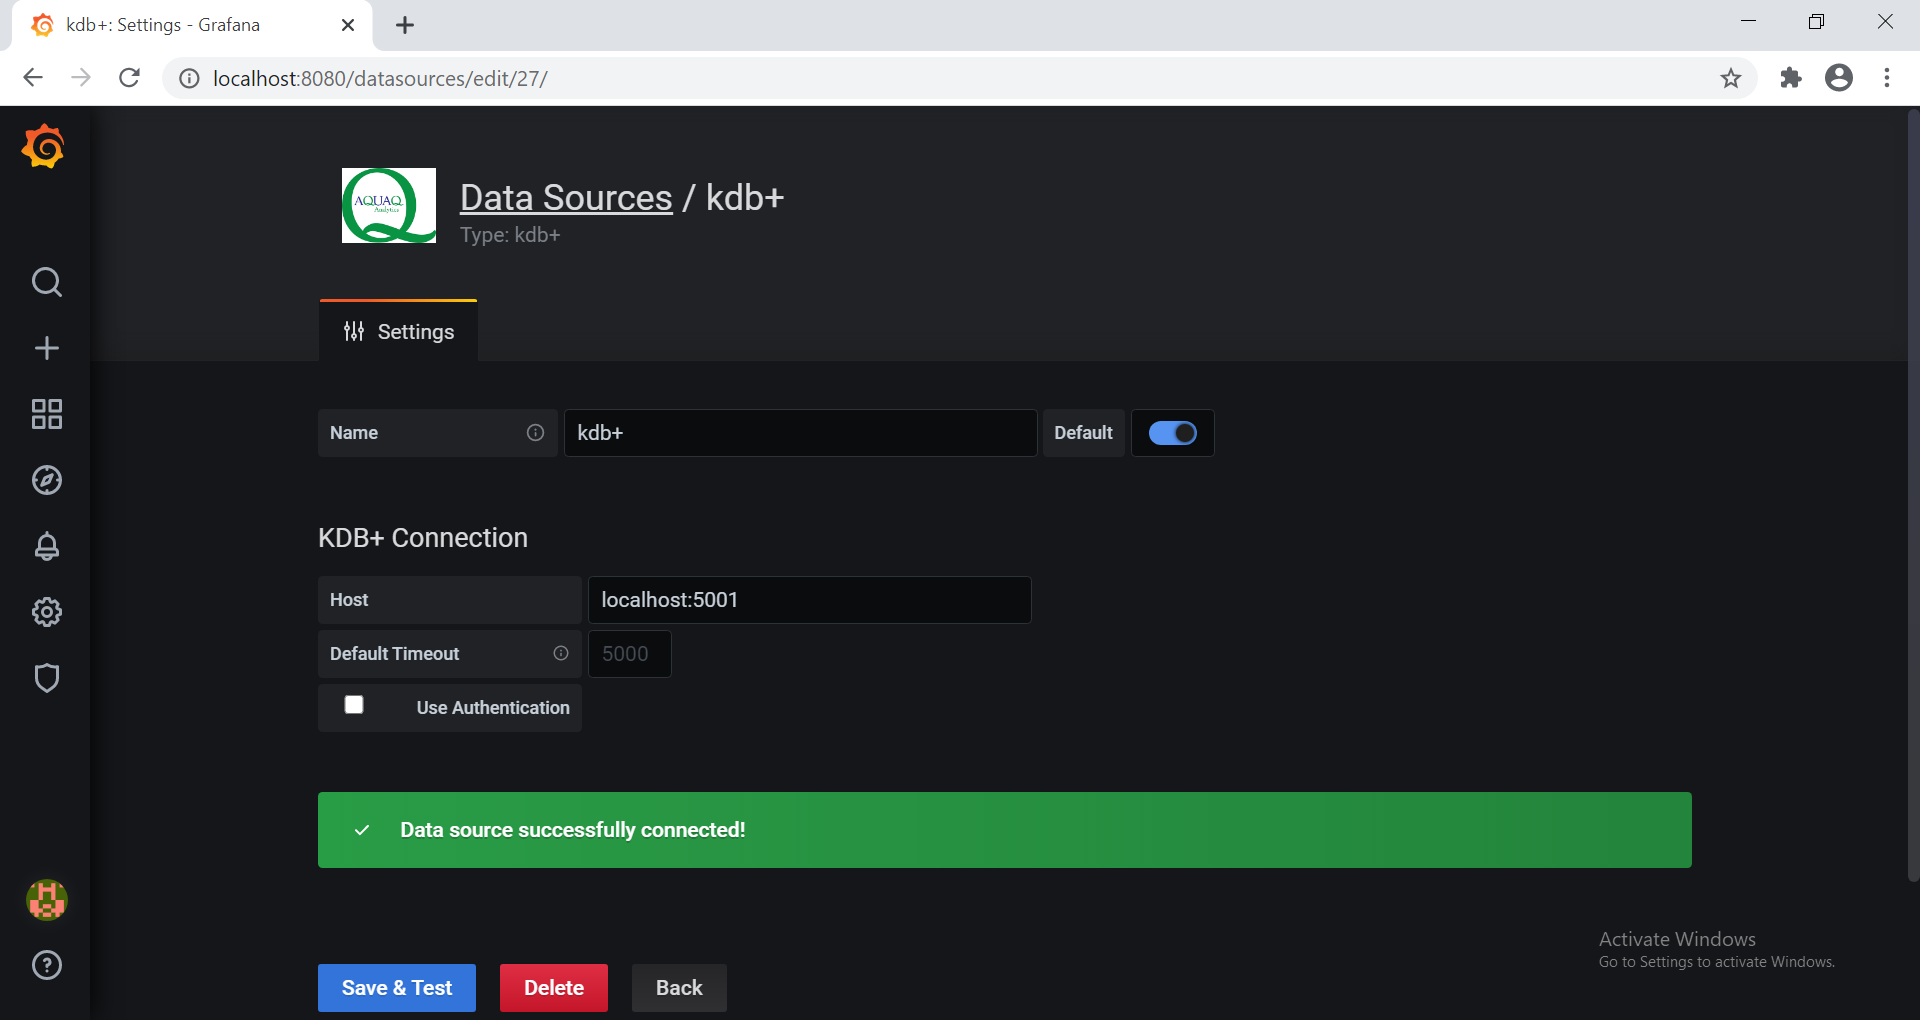 kdb+: Settings - Grafana
localhost:8080/datasources/edit/27/
AQUAQ
Analytics
Data Sources / kdb+
Type: kdb+
Settings
Name
kdb+
Default
KDB+ Connection
Host
localhost:5001
Default Timeout
5000
Use Authentication
Data source successfully connected!
Activate Windows
Go to Settings to activate Windows.
Save & Test
Delete
Back